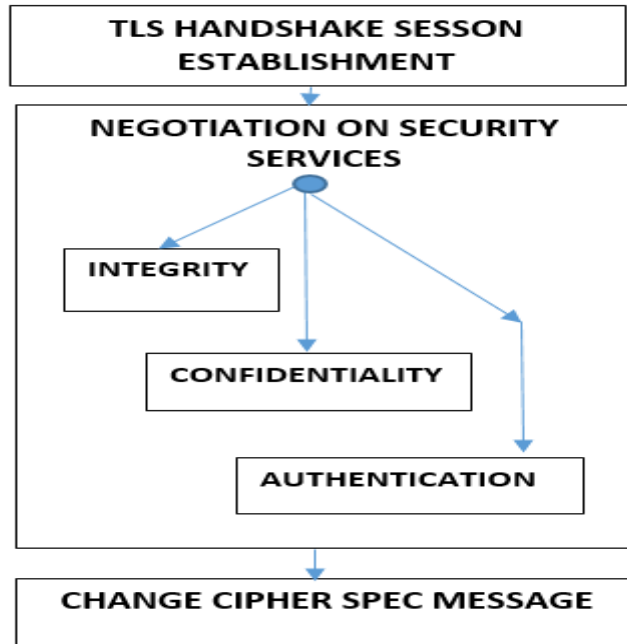 TLS HANDSHAKE SESSON
ESTABLISHMENT
NEGOTIATION ON SECURITY
SERVICES
INTEGRITY
CONFIDENTIALITY
AUTHENTICATION
CHANGE CIPHER SPEC MESSAGE